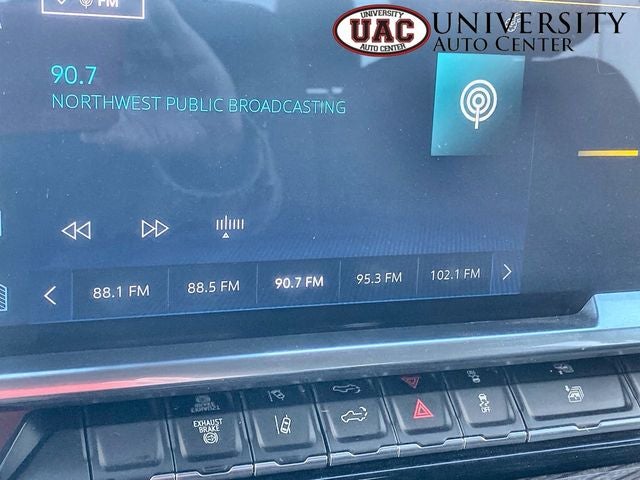 FM
UNIVERSITY
UAC
AUTO CENTER
UNIVERSITY
AUTO CENTER
90.7
NORTHWEST PUBLIC BROADCASTING
88.1 FM
88.5 FM
90.7 FM
95.3 FM
102.1 FM
EXHAUST
BRAKE
OFF